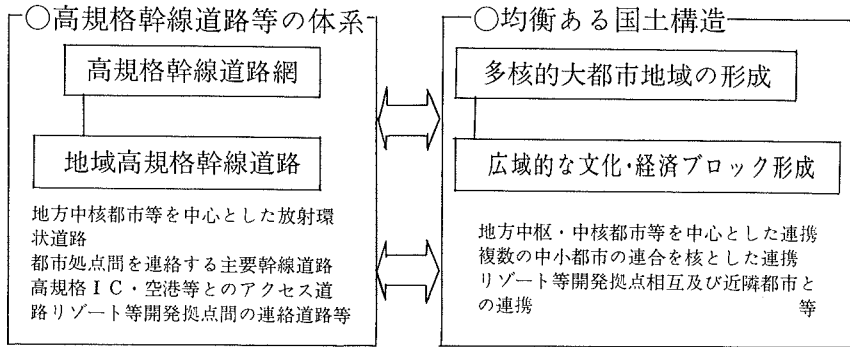 ○高規格幹線道路等の体系
高規格幹線道路網
地域高規格幹線道路
地方中核都市等を中心とした放射環
状道路
都市処点間を連絡する主要幹線道路
高規格IC・空港等とのアクセス道
路リゾート等開発拠点間の連絡道路等
○均衡ある国土構造
多核的大都市地域の形成
広域的な文化・経済ブロック形成
地方中枢・中核都市等を中心とした連携
複数の中小都市の連合を核とした連携
リゾート等開発拠点相互及び近隣都市と
の連携 等